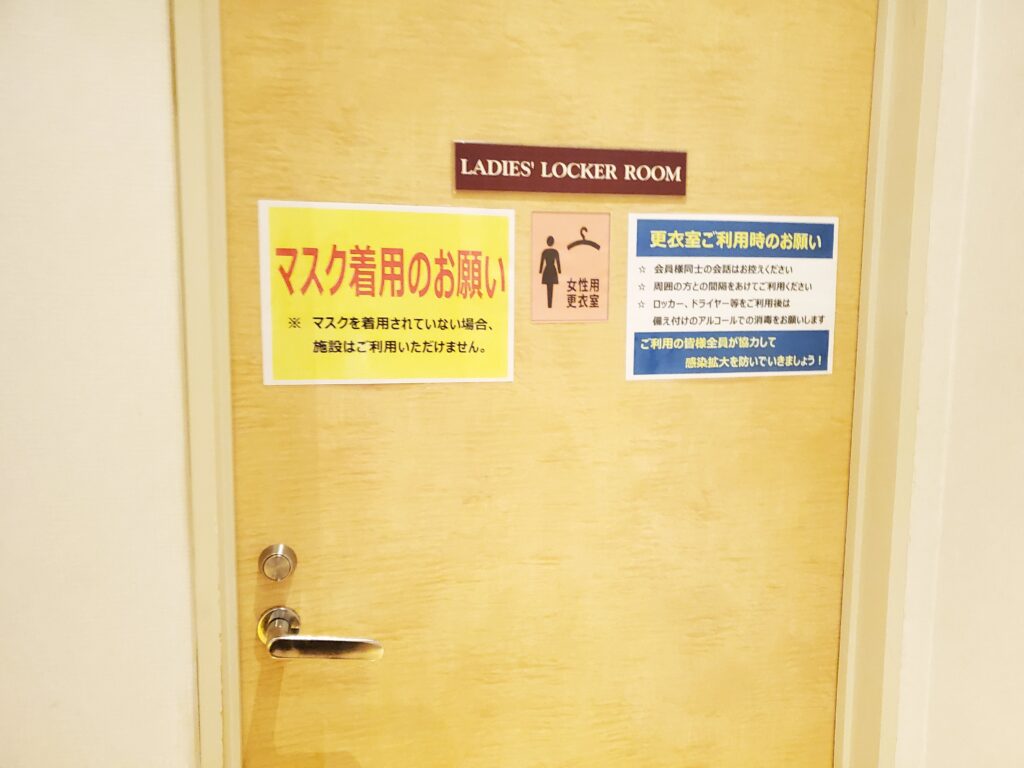 LADIES' LOCKER ROOM
マスク着用のお願い
※ マスクを着用されていない場合、
施設はご利用いただけません。
女性用
更衣室
更衣室ご利用時のお願い
☆ 会員様同士の会話はお控えください
☆ 周囲の方との間隔をあけてご利用ください
☆ ロッカー、ドライヤー等をご利用後は
備え付けのアルコールでの消毒をお願いします
ご利用の皆様全員が協力して
感染拡大を防いでいきましょう！